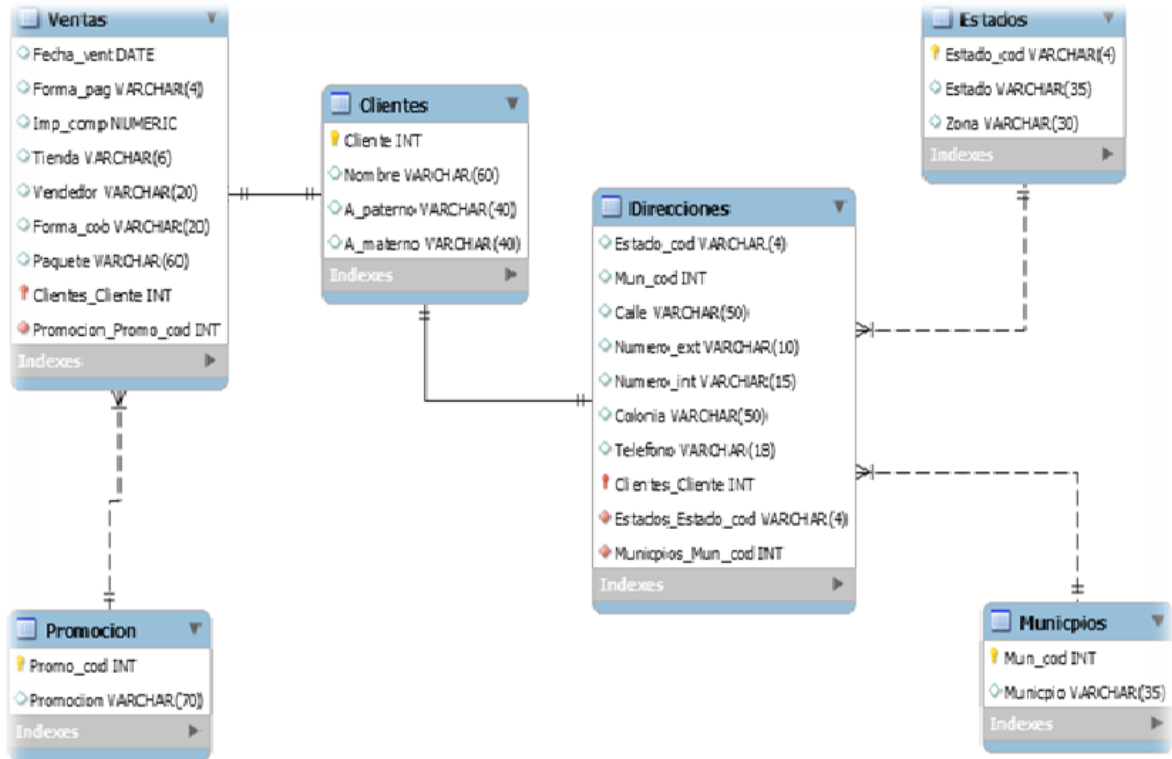 Ventas
Fecha_vent DATE
Forma_pag VARCHAR(4)
Imp_comp NUMERIC
Tienda VARCHAR(6)
Vendedor VARCHAR(20)
Forma_cob VARCHAR(20)
Paquete VARCHAR(60)
Clientes_Cliente INT
Promocion_Promo_cod INT
Indexes
Clientes
Cliente INT
Nombre VARCHAR(60)
A_paterno VARCHAR(40)
A_materno VARCHAR(40)
Indexes
Estados
Estado_cod VARCHAR(4)
Estado VARCHAR(35)
Zona VARCHAR(30)
Indexes
Direcciones
Estado_cod VARCHAR(4)
Mun_cod INT
Calle VARCHAR(50)
Numero_ext VARCHAR(10)
Numero_int VARCHAR(15)
Colonia VARCHAR(50)
Telefono VARCHAR(18)
Clientes_Cliente INT
Estados_Estado_cod VARCHAR(4)
Municpios_Mun_cod INT
Indexes
Promocion
Promo_cod INT
Promocion VARCHAR(70)
Indexes
Municpios
Mun_cod INT
Municpio VARCHAR(35)
Indexes